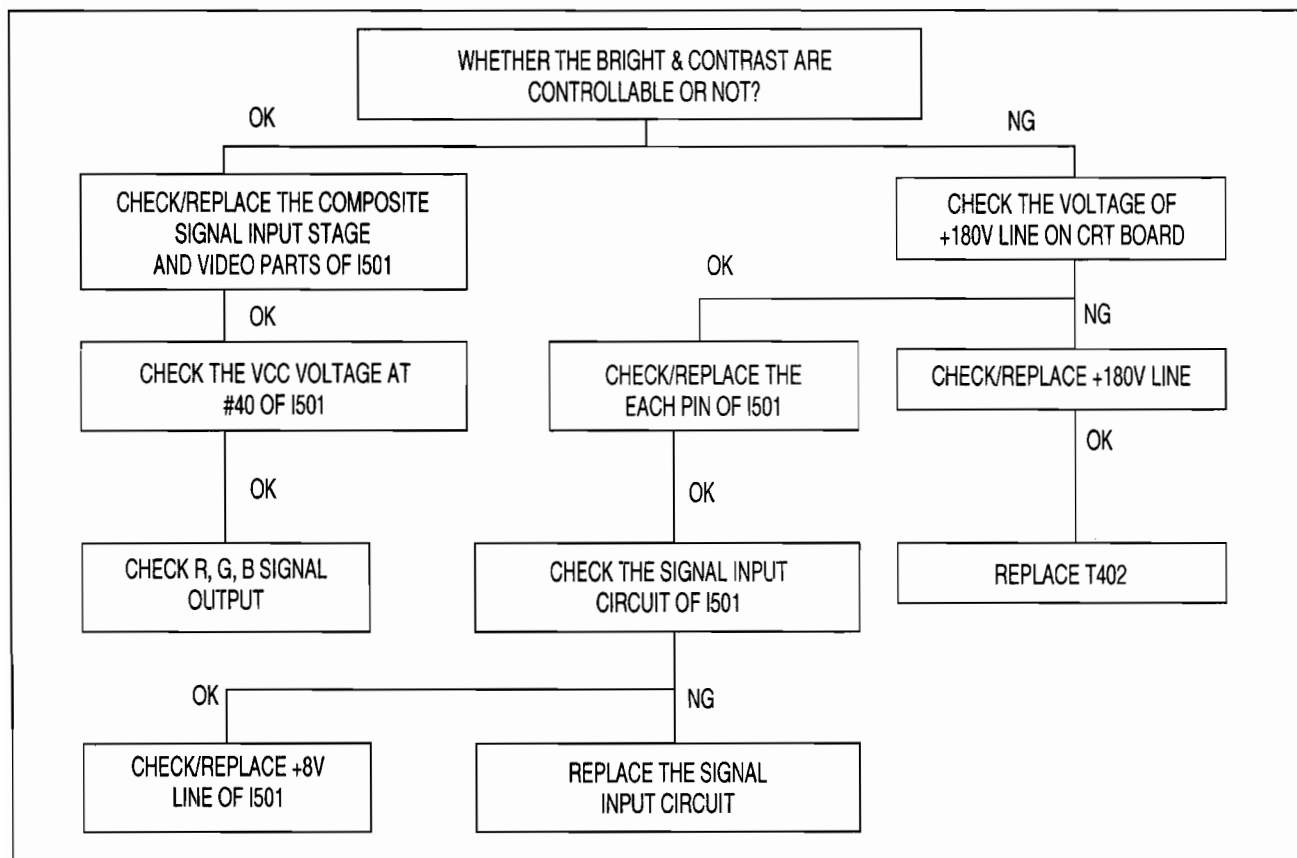 WHETHER THE BRIGHT & CONTRAST ARE
CONTROLLABLE OR NOT?
OK
NG
CHECK/REPLACE THE COMPOSITE
SIGNAL INPUT STAGE
AND VIDEO PARTS OF I501
CHECK THE VOLTAGE OF
+180V LINE ON CRT BOARD
OK
OK
NG
CHECK THE VCC VOLTAGE AT
#40 OF I501
CHECK/REPLACE THE
EACH PIN OF I501
CHECK/REPLACE +180V LINE
OK
OK
OK
CHECK R, G, B SIGNAL
OUTPUT
CHECK THE SIGNAL INPUT
CIRCUIT OF I501
REPLACE T402
OK
NG
CHECK/REPLACE +8V
LINE OF I501
REPLACE THE SIGNAL
INPUT CIRCUIT